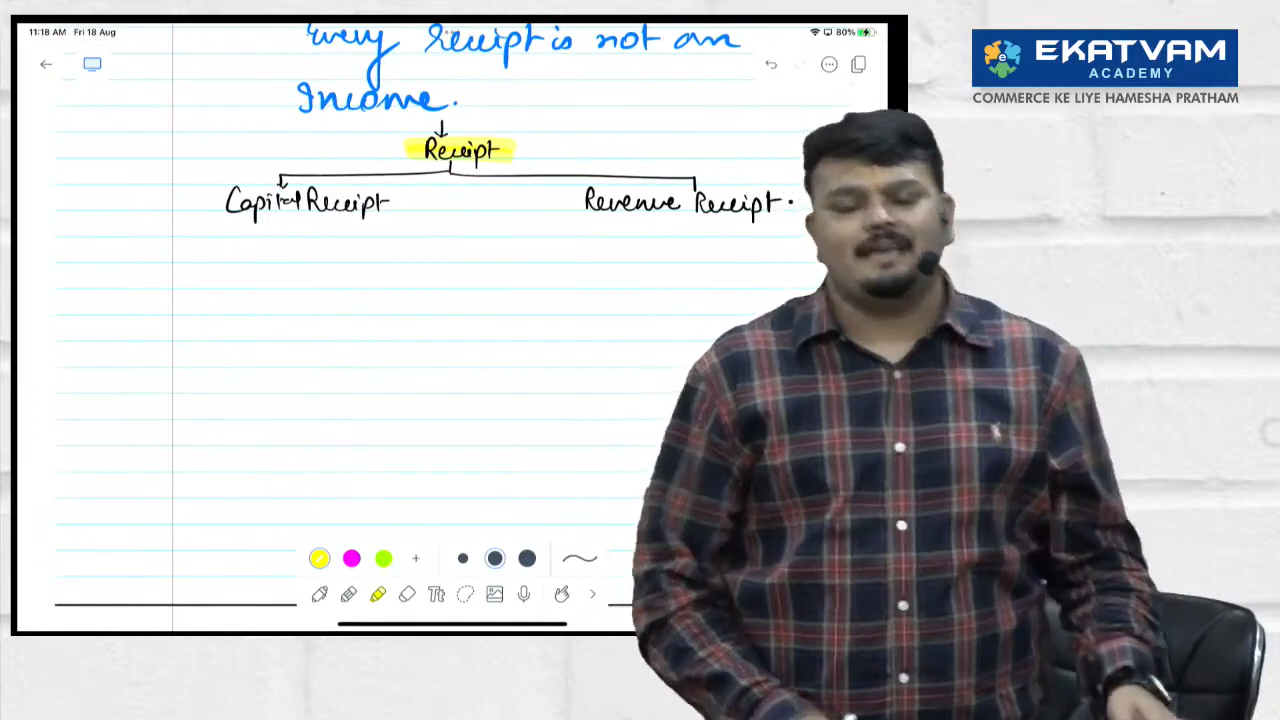 11:18 AM Fri 18 Aug
80%
Every Receipt is not an
Income.
Receipt
Capital Receipt
Revenue Receipt.
Tt
e
EKATVAM
ACADEMY
COMMERCE KE LIYE HAMESHA PRATHAM